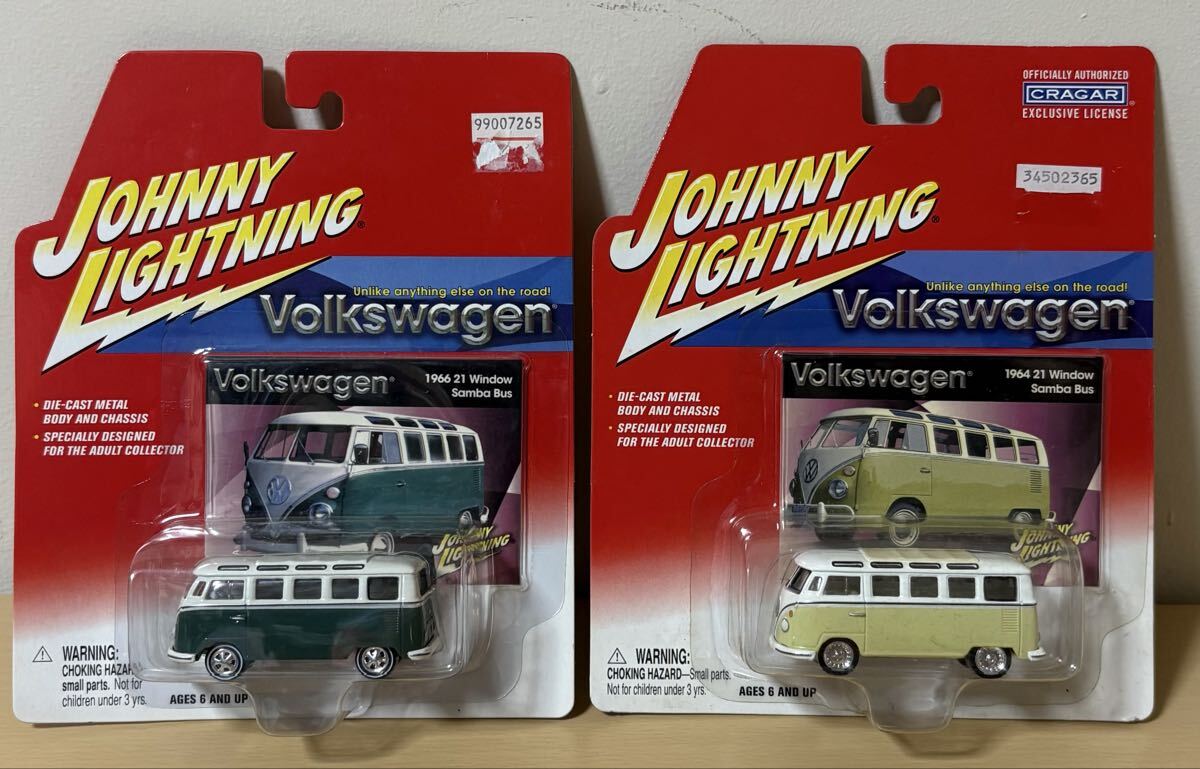 99007265
JOHNNY
LIGHTNING®
Unlike anything else on the road!
Volkswagen®
Volkswagen®
1966 21 Window
Samba Bus
• DIE-CAST METAL
BODY AND CHASSIS
• SPECIALLY DESIGNED
FOR THE ADULT COLLECTOR
JOHNNY
LIGHTNING
⚠ WARNING:
CHOKING HAZAR
small parts. Not for
children under 3 yrs.
AGES 6 AND UP
OFFICIALLY AUTHORIZED
CRAGAR®
EXCLUSIVE LICENSE
34502365
JOHNNY
LIGHTNING®
Unlike anything else on the road!
Volkswagen®
Volkswagen®
1964 21 Window
Samba Bus
• DIE-CAST METAL
BODY AND CHASSIS
• SPECIALLY DESIGNED
FOR THE ADULT COLLECTOR
JOHNNY
LIGHTNING
⚠ WARNING:
CHOKING HAZARD—Small parts.
Not for children under 3 yrs.
AGES 6 AND UP